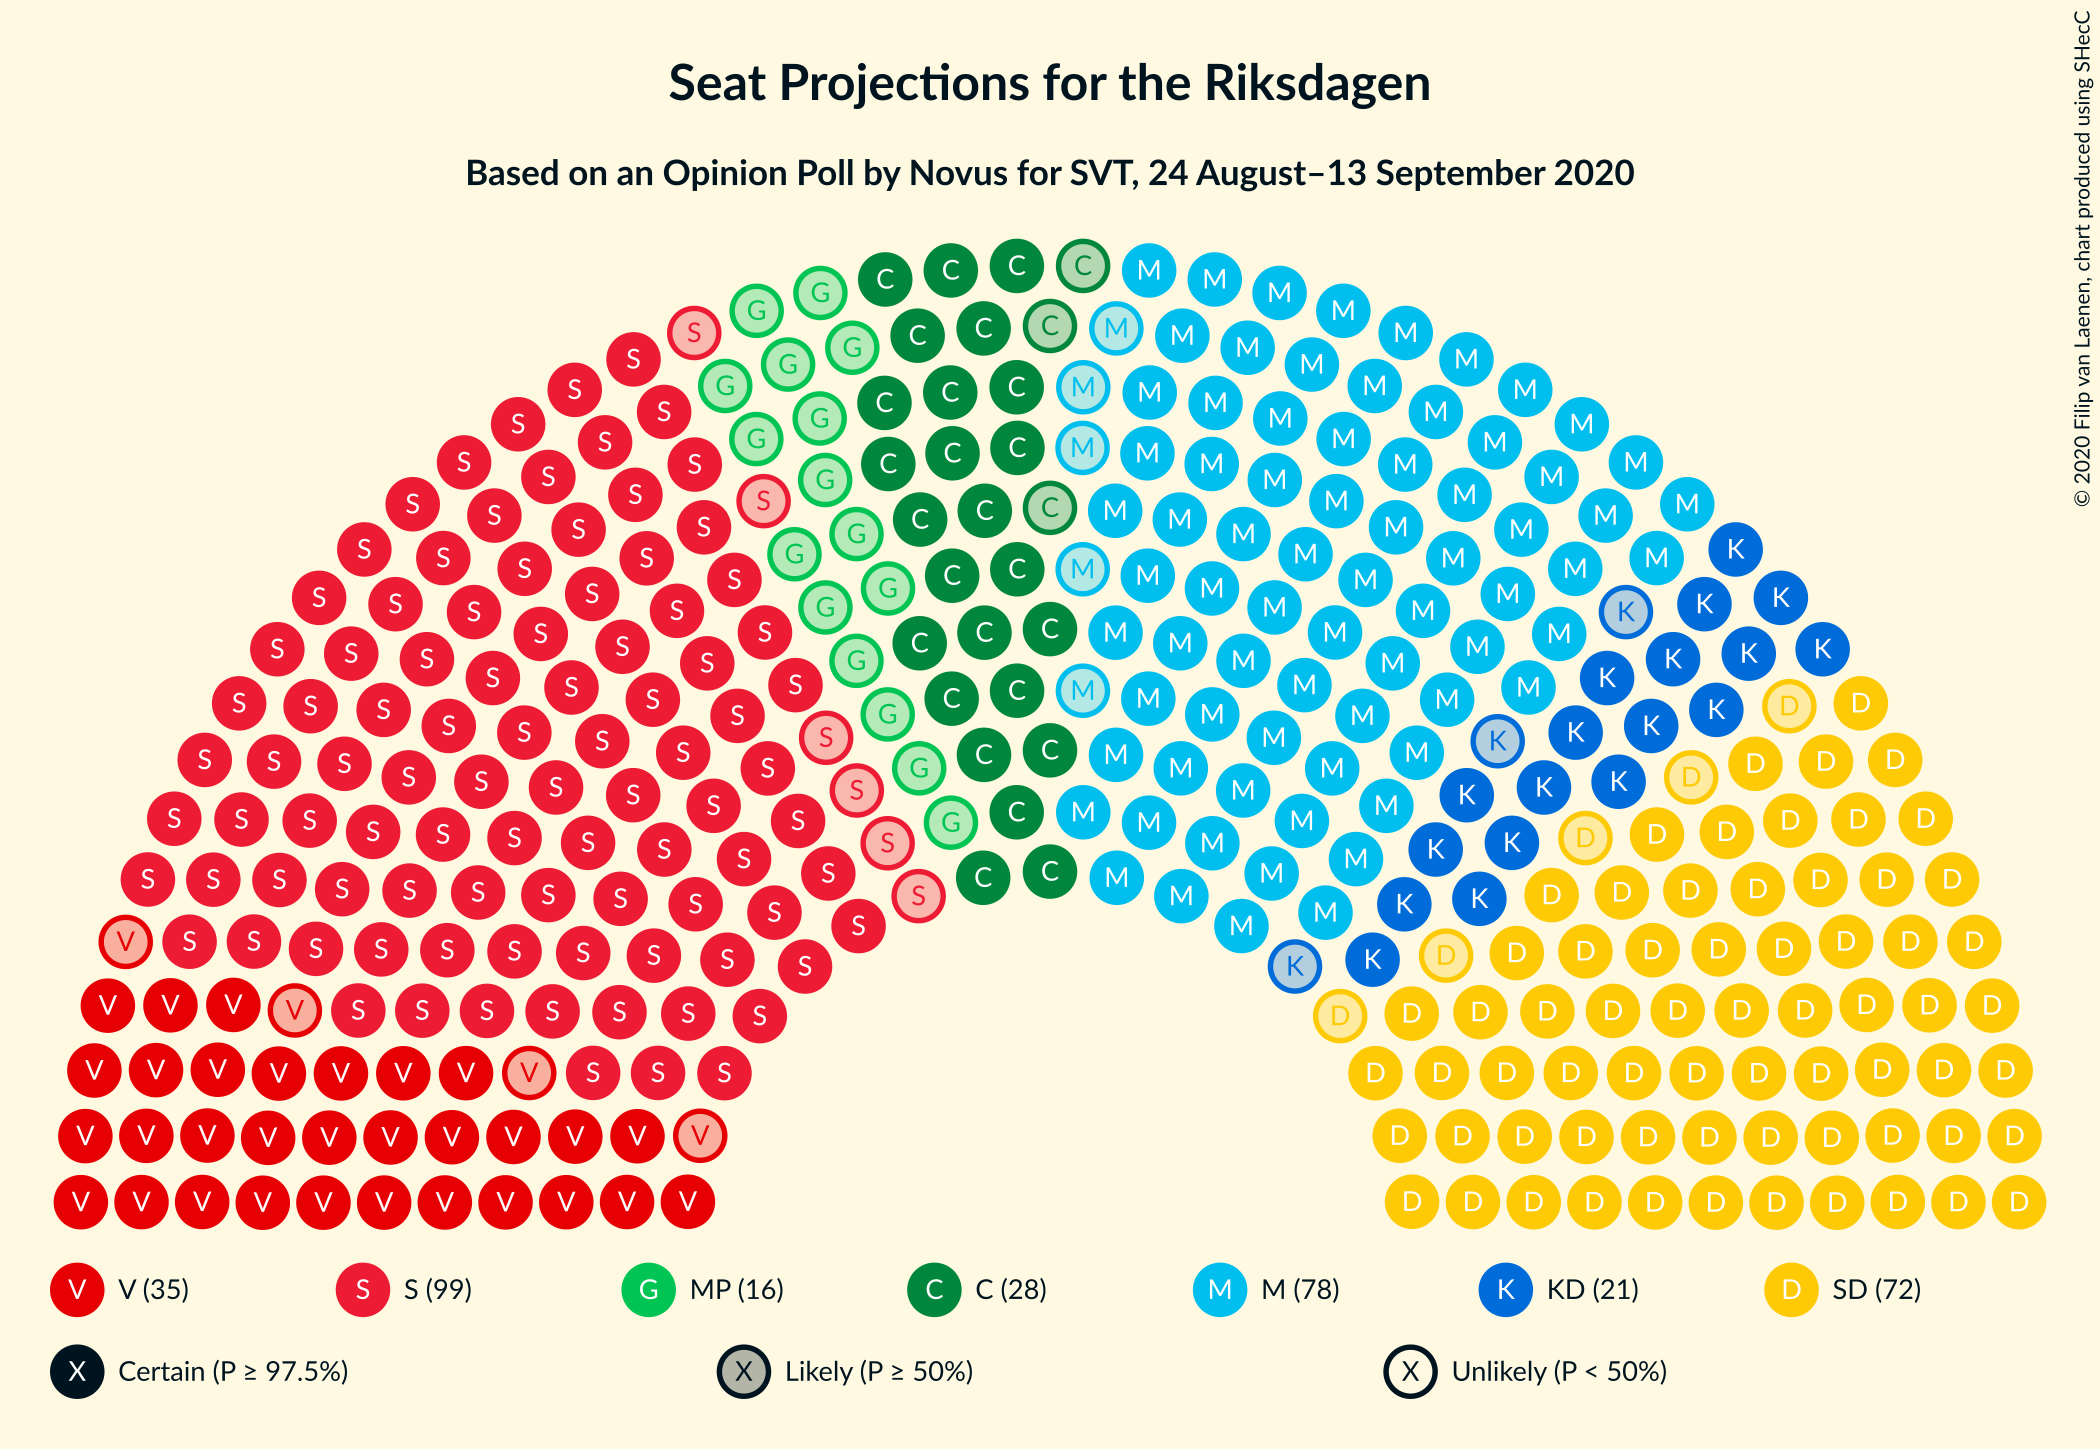 Seat Projections for the Riksdagen
Based on an Opinion Poll by Novus for SVT, 24 August–13 September 2020
© 2020 Filip van Laenen, chart produced using SHecC
V V (35)
S S (99)
G MP (16)
C C (28)
M M (78)
K KD (21)
D SD (72)
X Certain (P ≥ 97.5%)
X Likely (P ≥ 50%)
X Unlikely (P < 50%)